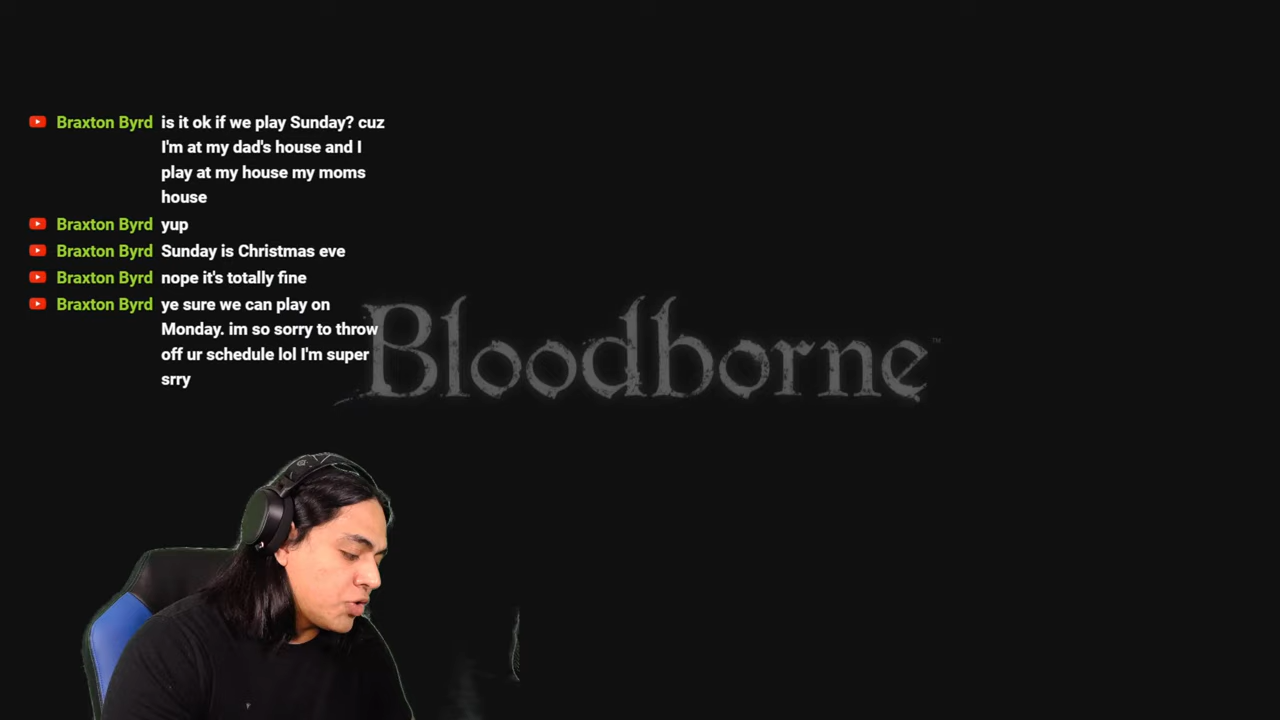 Braxton Byrd is it ok if we play Sunday? cuz
I'm at my dad's house and I
play at my house my moms
house
Braxton Byrd yup
Braxton Byrd Sunday is Christmas eve
Braxton Byrd nope it's totally fine
Braxton Byrd ye sure we can play on
Monday. im so sorry to throw
off ur schedule lol I'm super
srry
Bloodborne™